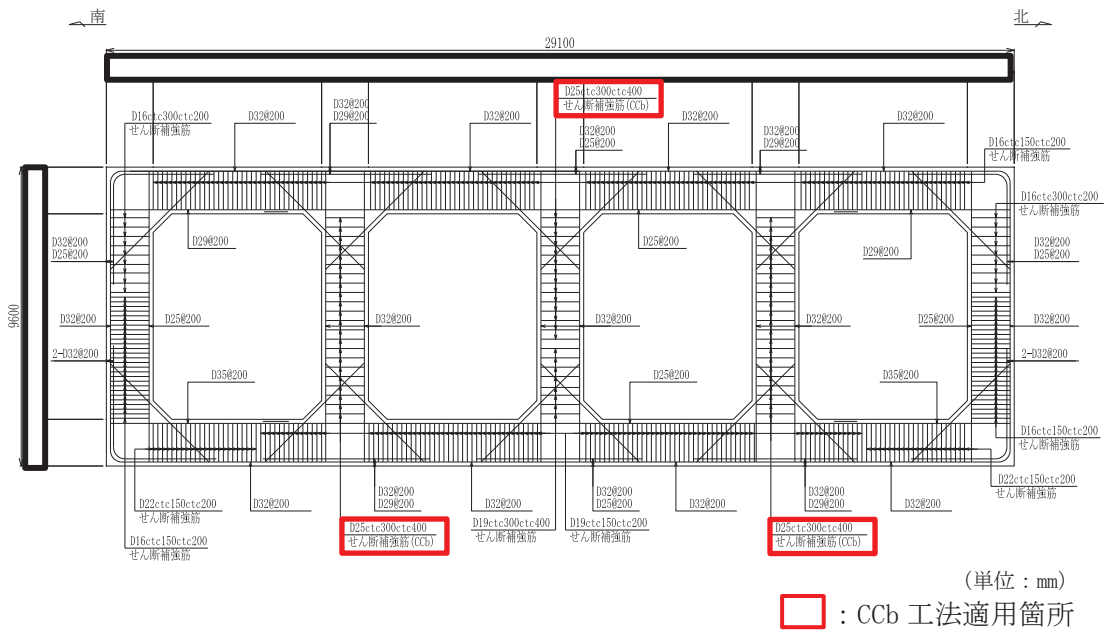 南
北
29100
D25ctc300ctc400
せん断補強筋(CCb)
D16ctc300ctc200
せん断補強筋
D32@200
D32@200
D29@200
D32@200
D32@200
D25@200
D32@200
D32@200
D29@200
D32@200
D16ctc150ctc200
せん断補強筋
D16ctc300ctc200
せん断補強筋
D32@200
D25@200
D29@200
D25@200
D29@200
D32@200
D25@200
9600
D32@200
D25@200
D32@200
D32@200
D32@200
D25@200
D32@200
2-D32@200
2-D32@200
D35@200
D25@200
D35@200
D16ctc150ctc200
せん断補強筋
D22ctc150ctc200
せん断補強筋
D32@200
D32@200
D29@200
D32@200
D32@200
D25@200
D32@200
D32@200
D29@200
D32@200
D22ctc150ctc200
せん断補強筋
D16ctc150ctc200
せん断補強筋
D25ctc300ctc400
せん断補強筋(CCb)
D19ctc300ctc400
せん断補強筋
D19ctc150ctc200
せん断補強筋
D25ctc300ctc400
せん断補強筋(CCb)
(単位:mm)
:CCb 工法適用箇所